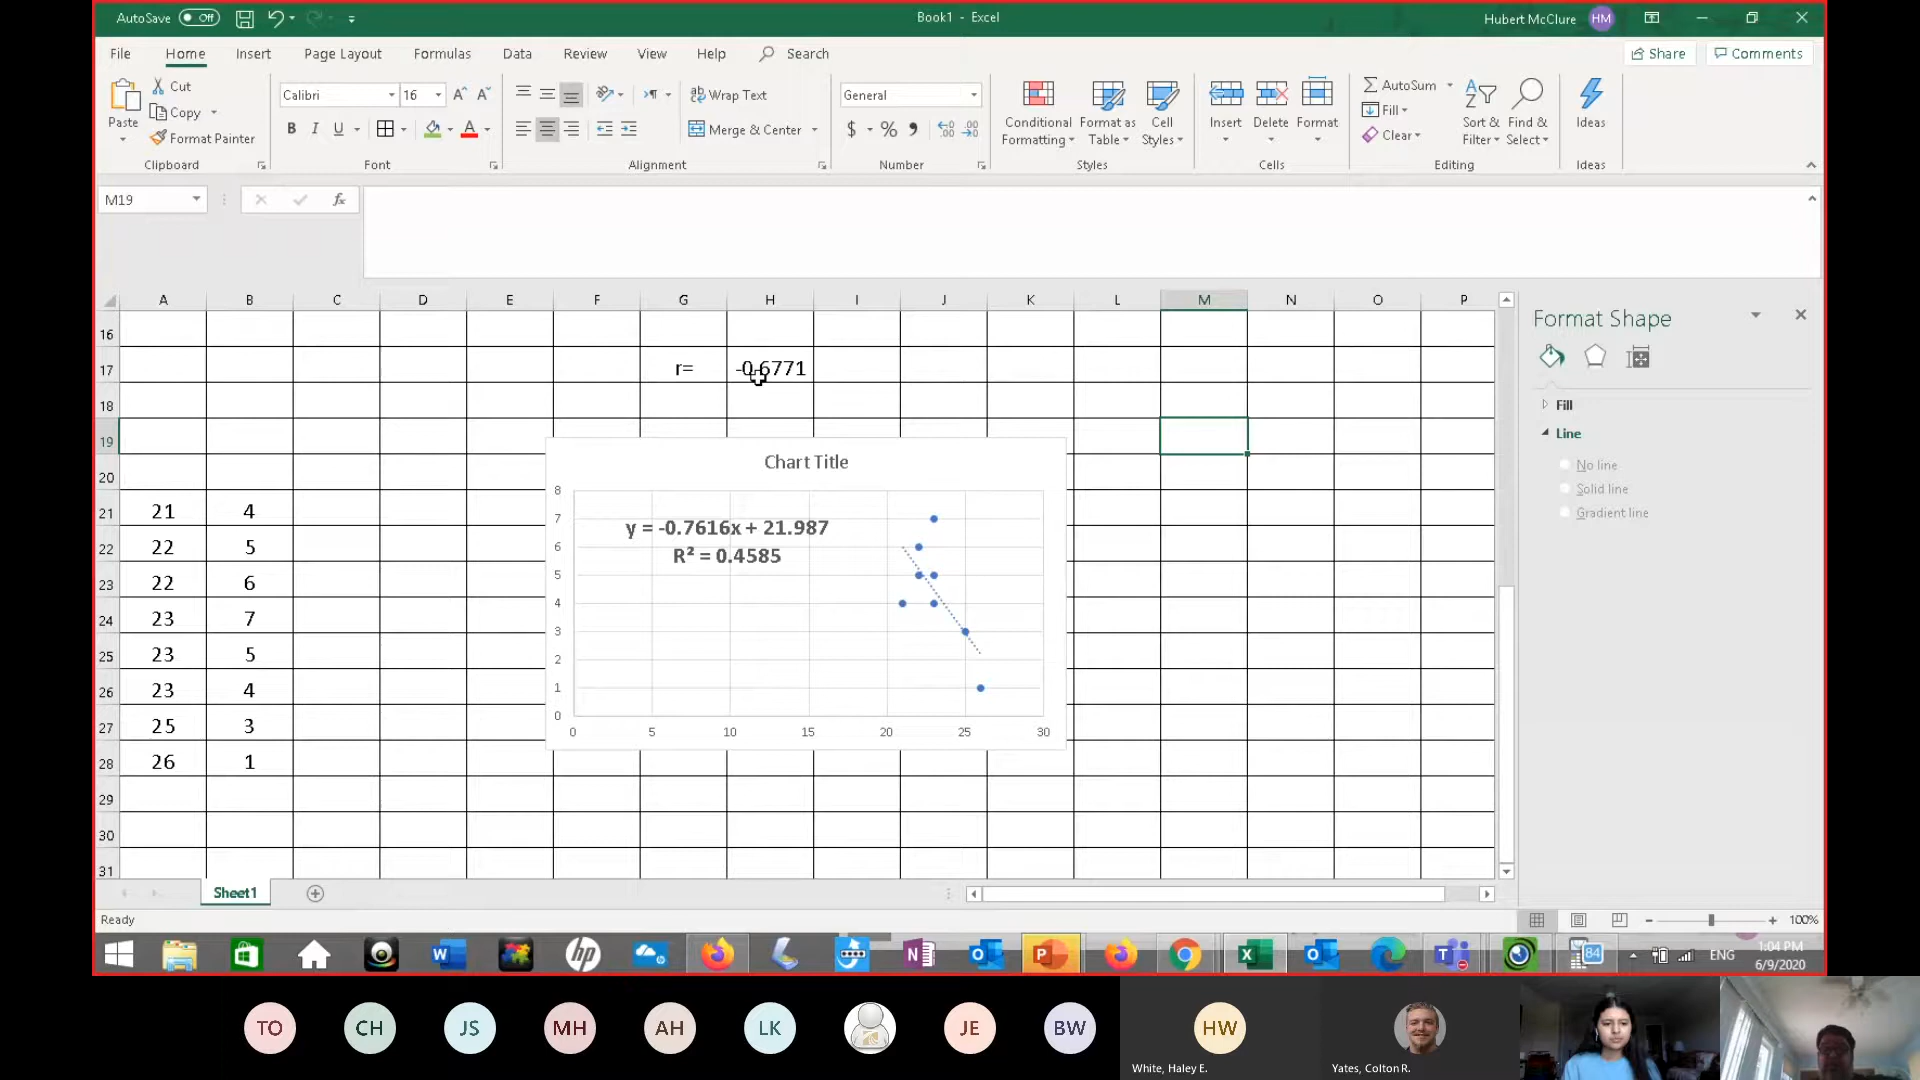 AutoSave Off
Book1 - Excel
Hubert McClure HM
File Home Insert Page Layout Formulas Data Review View Help Search
Share Comments
Paste
Cut
Copy
Format Painter
Clipboard
Calibri 16
B I U
Font
Wrap Text
Merge & Center
Alignment
General
$ % ,
Number
Conditional Formatting
Format as Table
Cell Styles
Styles
Insert Delete Format
Cells
AutoSum
Fill
Clear
Sort & Filter
Find & Select
Editing
Ideas
Ideas
M19
fx
A B C D E F G H I J K L M N O P
16
17 r= -0.6771
18
19
20
21 21 4
22 22 5
23 22 6
24 23 7
25 23 5
26 23 4
27 25 3
28 26 1
29
30
31
Chart Title
y = -0.7616x + 21.987
R² = 0.4585
8
7
6
5
4
3
2
1
0
0 5 10 15 20 25 30
Format Shape
Fill
Line
No line
Solid line
Gradient line
Sheet1
Ready
100%
84
ENG
1:04 PM
6/9/2020
TO CH JS MH AH LK JE BW HW
White, Haley E.
Yates, Colton R.